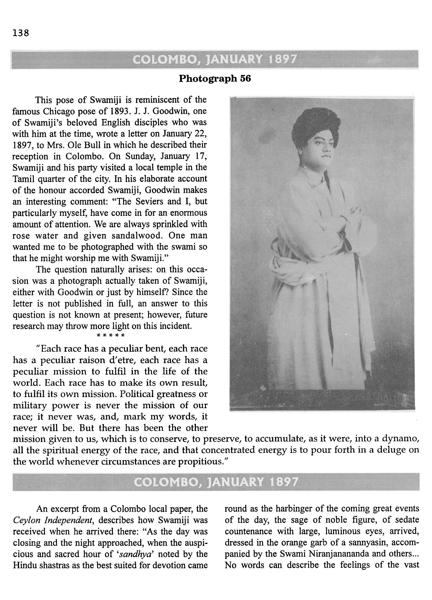 138
COLOMBO, JANUARY 1897
Photograph 56
This pose of Swamiji is reminiscent of the
famous Chicago pose of 1893. J. J. Goodwin, one
of Swamiji's beloved English disciples who was
with him at the time, wrote a letter on January 22,
1897, to Mrs. Ole Bull in which he described their
reception in Colombo. On Sunday, January 17,
Swamiji and his party visited a local temple in the
Tamil quarter of the city. In his elaborate account
of the honour accorded Swamiji, Goodwin makes
an interesting comment: “The Seviers and I, but
particularly myself, have come in for an enormous
amount of attention. We are always sprinkled with
rose water and given sandalwood. One man
wanted me to be photographed with the swami so
that he might worship me with Swamiji.”
The question naturally arises: on this occa-
sion was a photograph actually taken of Swamiji,
either with Goodwin or just by himself? Since the
letter is not published in full, an answer to this
question is not known at present; however, future
research may throw more light on this incident.
* * * * *
“Each race has a peculiar bent, each race
has a peculiar raison d'etre, each race has a
peculiar mission to fulfil in the life of the
world. Each race has to make its own result,
to fulfil its own mission. Political greatness or
military power is never the mission of our
race; it never was, and, mark my words, it
never will be. But there has been the other
mission given to us, which is to conserve, to preserve, to accumulate, as it were, into a dynamo,
all the spiritual energy of the race, and that concentrated energy is to pour forth in a deluge on
the world whenever circumstances are propitious.”
COLOMBO, JANUARY 1897
An excerpt from a Colombo local paper, the
Ceylon Independent, describes how Swamiji was
received when he arrived there: “As the day was
closing and the night approached, when the auspi-
cious and sacred hour of ‘sandhya’ noted by the
Hindu shastras as the best suited for devotion came
round as the harbinger of the coming great events
of the day, the sage of noble figure, of sedate
countenance with large, luminous eyes, arrived,
dressed in the orange garb of a sannyasin, accom-
panied by the Swami Niranjanananda and others...
No words can describe the feelings of the vast